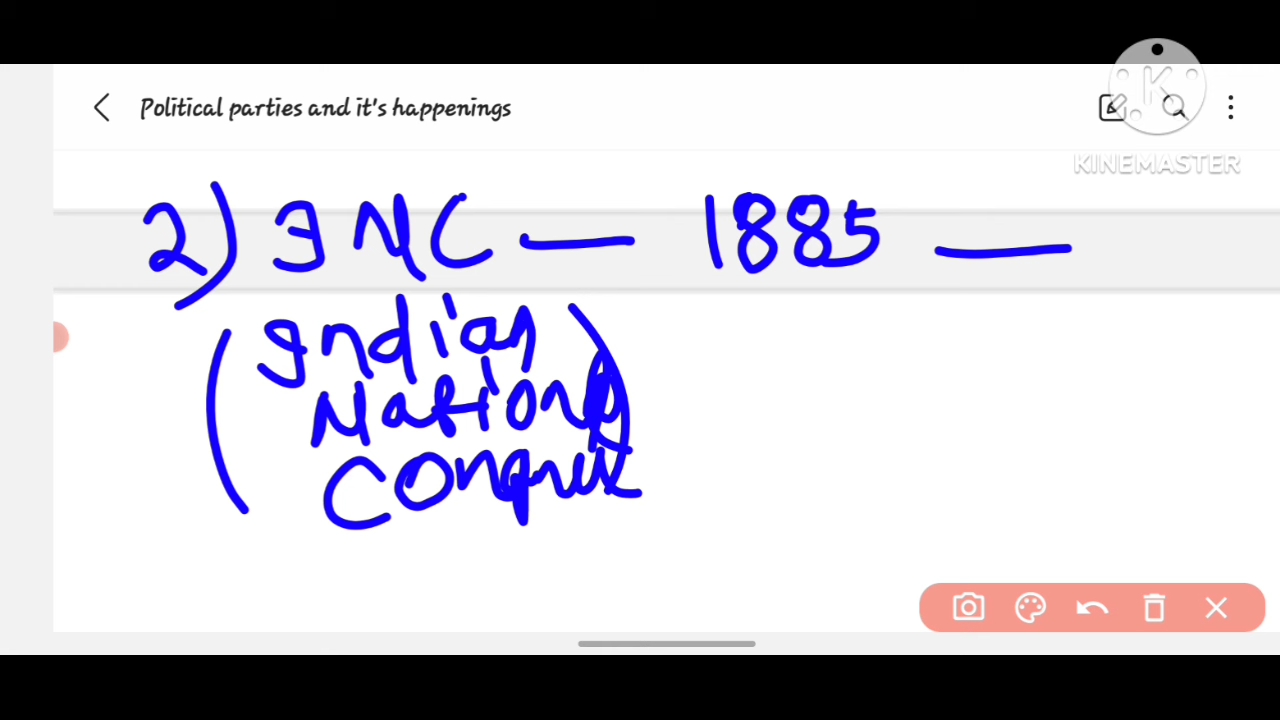 Political parties and it's happenings
KINEMASTER
2) INC — 1885 —
(Indian
National)
Congress